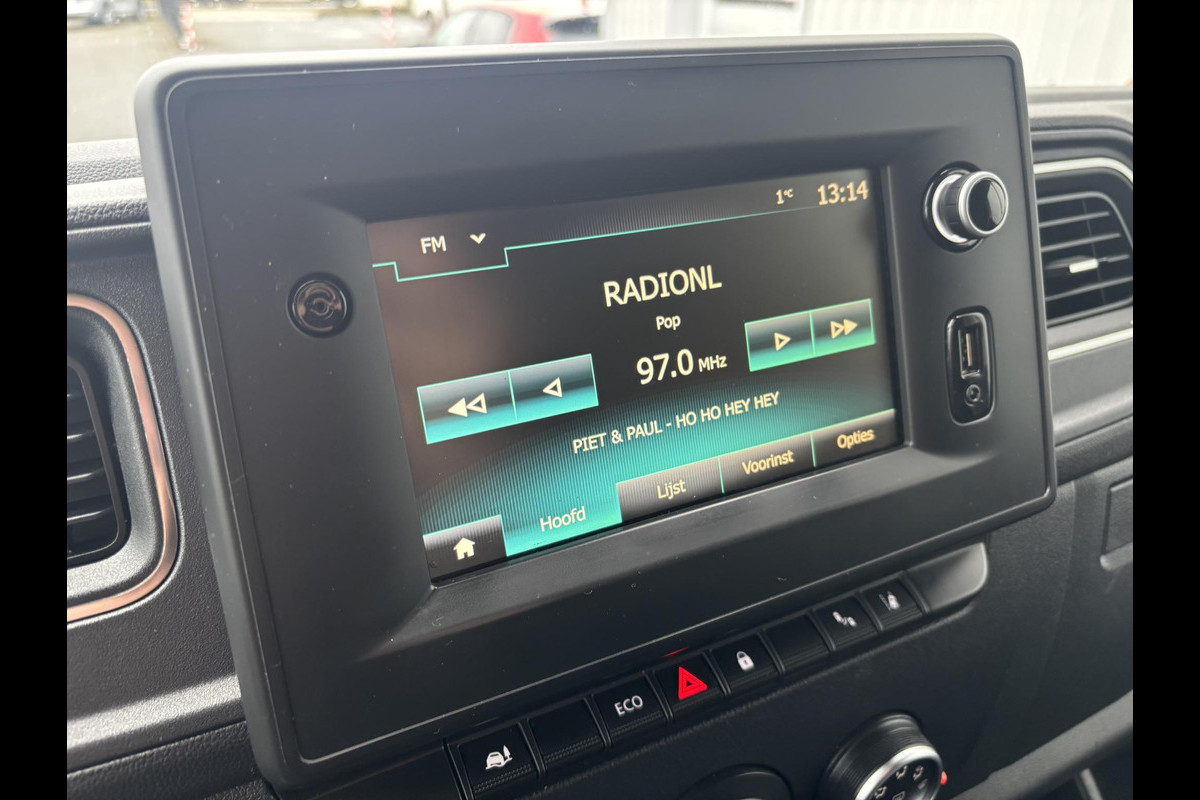 1°C 13:14
FM
RADIONL
Pop
97.0 MHz
PIET & PAUL - HO HO HEY HEY
Hoofd Lijst Voorinst Opties
ECO